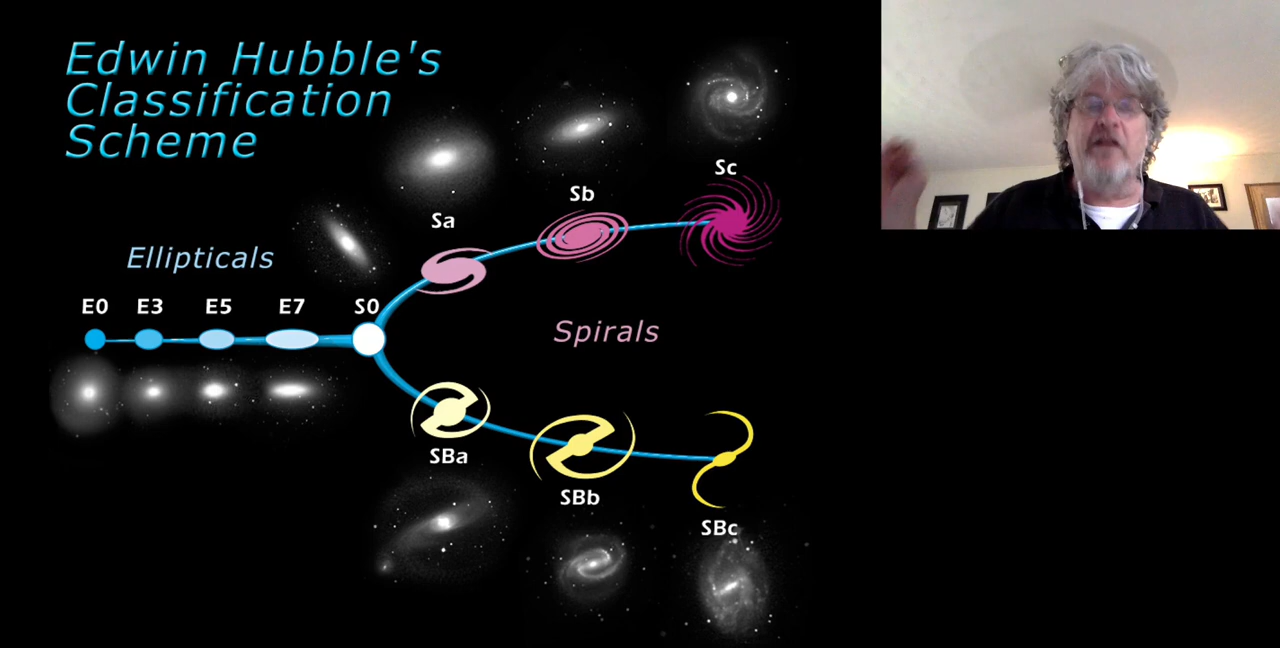 Edwin Hubble's
Classification
Scheme
Sc
Sb
Sa
Ellipticals
E0 E3 E5 E7 S0
Spirals
SBa
SBb
SBc